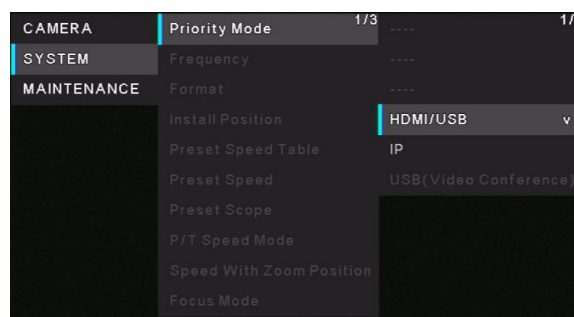 CAMERA
SYSTEM
MAINTENANCE
Priority Mode 1/3
Frequency
Format
Install Position
Preset Speed Table
Preset Speed
Preset Scope
P/T Speed Mode
Speed With Zoom Position
Focus Mode
---- 1/
----
----
HDMI/USB v
IP
USB(Video Conference)